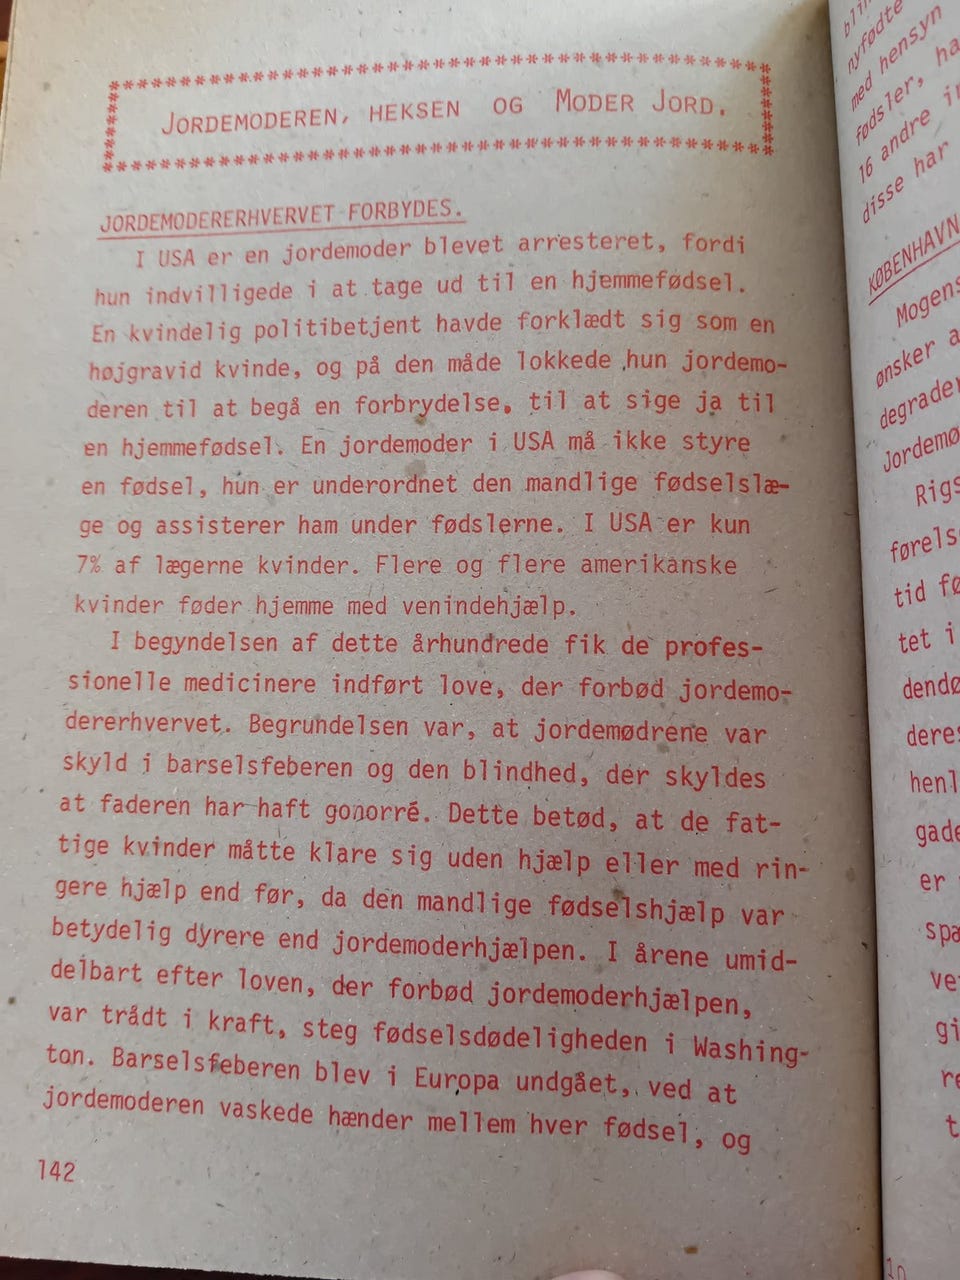 JORDEMODEREN, HEKSEN OG MODER JORD.
JORDEMODERERHVERVET FORBYDES.
I USA er en jordemoder blevet arresteret, fordi
hun indvilligede i at tage ud til en hjemmefødsel.
En kvindelig politibetjent havde forklædt sig som en
højgravid kvinde, og på den måde lokkede hun jordemo-
deren til at begå en forbrydelse, til at sige ja til
en hjemmefødsel. En jordemoder i USA må ikke styre
en fødsel, hun er underordnet den mandlige fødselslæ-
ge og assisterer ham under fødslerne. I USA er kun
7% af lægerne kvinder. Flere og flere amerikanske
kvinder føder hjemme med venindehjælp.
I begyndelsen af dette århundrede fik de profes-
sionelle medicinere indført love, der forbød jordemo-
dererhvervet. Begrundelsen var, at jordemødrene var
skyld i barselsfeberen og den blindhed, der skyldes
at faderen har haft gonorré. Dette betød, at de fat-
tige kvinder måtte klare sig uden hjælp eller med rin-
gere hjælp end før, da den mandlige fødselshjælp var
betydelig dyrere end jordemoderhjælpen. I årene umid-
delbart efter loven, der forbød jordemoderhjælpen,
var trådt i kraft, steg fødselsdødeligheden i Washing-
ton. Barselsfeberen blev i Europa undgået, ved at
jordemoderen vaskede hænder mellem hver fødsel, og
142
nyfødte
med hensyn
fødsler, ha
16 andre i
disse har
KØBENHAVN
Mogens
ønsker a
degrader
Jordemø
Rigs
førels
tid fø
tet i
dendø
dere
henl
gade
er
spa
ve
gi
re
t